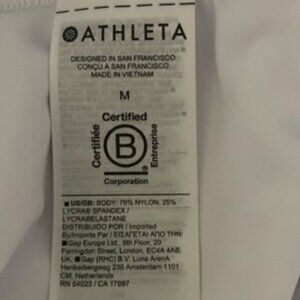 ATHLETA
DESIGNED IN SAN FRANCISCO
CONÇU À SAN FRANCISCO
MADE IN VIETNAM
M
Certified
Certifiée
B
Entreprise
Corporation
■ US/GB: BODY: 75% NYLON, 25%
LYCRA® SPANDEX /
LYCRA®ELASTANE
DISTRIBUIDO POR / Imported
By/Importe Par / ΕΙΣΑΓΕΤΑΙ ΑΠΟ ΤΗΝ
■ Gap Europe Ltd , 8th Floor, 20
Farringdon Street, London, EC4A 4AB,
UK; ■ Gap (RHC) B.V. Luna ArenA
Herikerbergweg 238 Amsterdam 1101
CM, Netherlands
RN 54023 / CA 17897